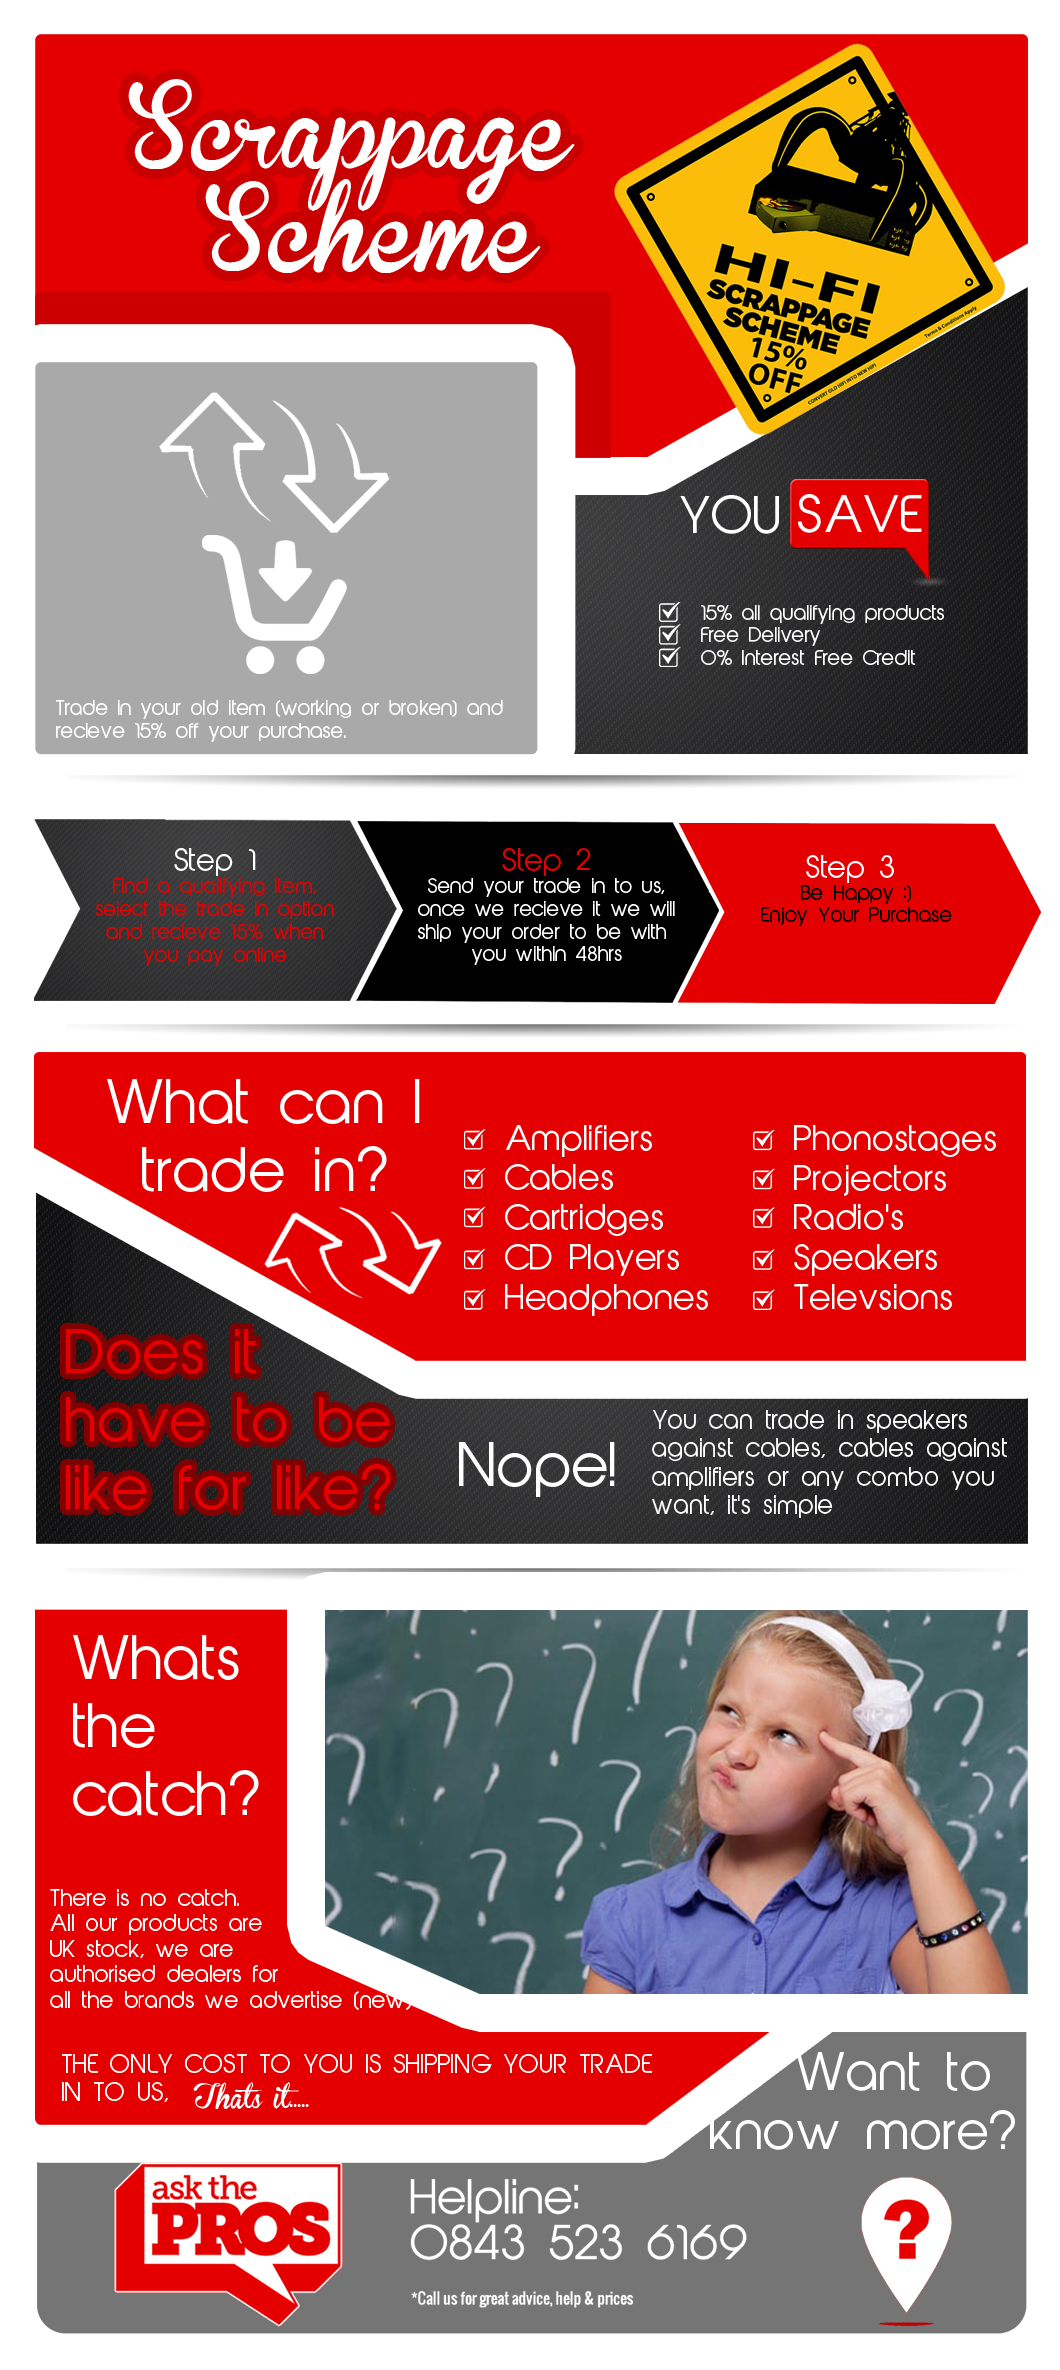 Scrappage
Scheme
HI-FI
SCRAPPAGE
SCHEME
15%
OFF
Terms & Conditions Apply
CONVERT OLD HIFI INTO NEW HIFI
YOU SAVE
15% all qualifying products
Free Delivery
0% Interest Free Credit
Trade in your old item (working or broken) and
recieve 15% off your purchase.
Step 1
Find a qualifying item,
select the trade in option
and recieve 15% when
you pay online
Step 2
Send your trade in to us,
once we recieve it we will
ship your order to be with
you within 48hrs
Step 3
Be Happy :)
Enjoy Your Purchase
What can I
trade in?
Amplifiers
Cables
Cartridges
CD Players
Headphones
Phonostages
Projectors
Radio's
Speakers
Televsions
Does it
have to be
like for like?
Nope!
You can trade in speakers
against cables, cables against
amplifiers or any combo you
want, it's simple
Whats
the
catch?
There is no catch.
All our products are
UK stock, we are
authorised dealers for
all the brands we advertise (new)
THE ONLY COST TO YOU IS SHIPPING YOUR TRADE
IN TO US, Thats it.....
Want to
know more?
ask the
PROS
Helpline:
0843 523 6169
*Call us for great advice, help & prices
?